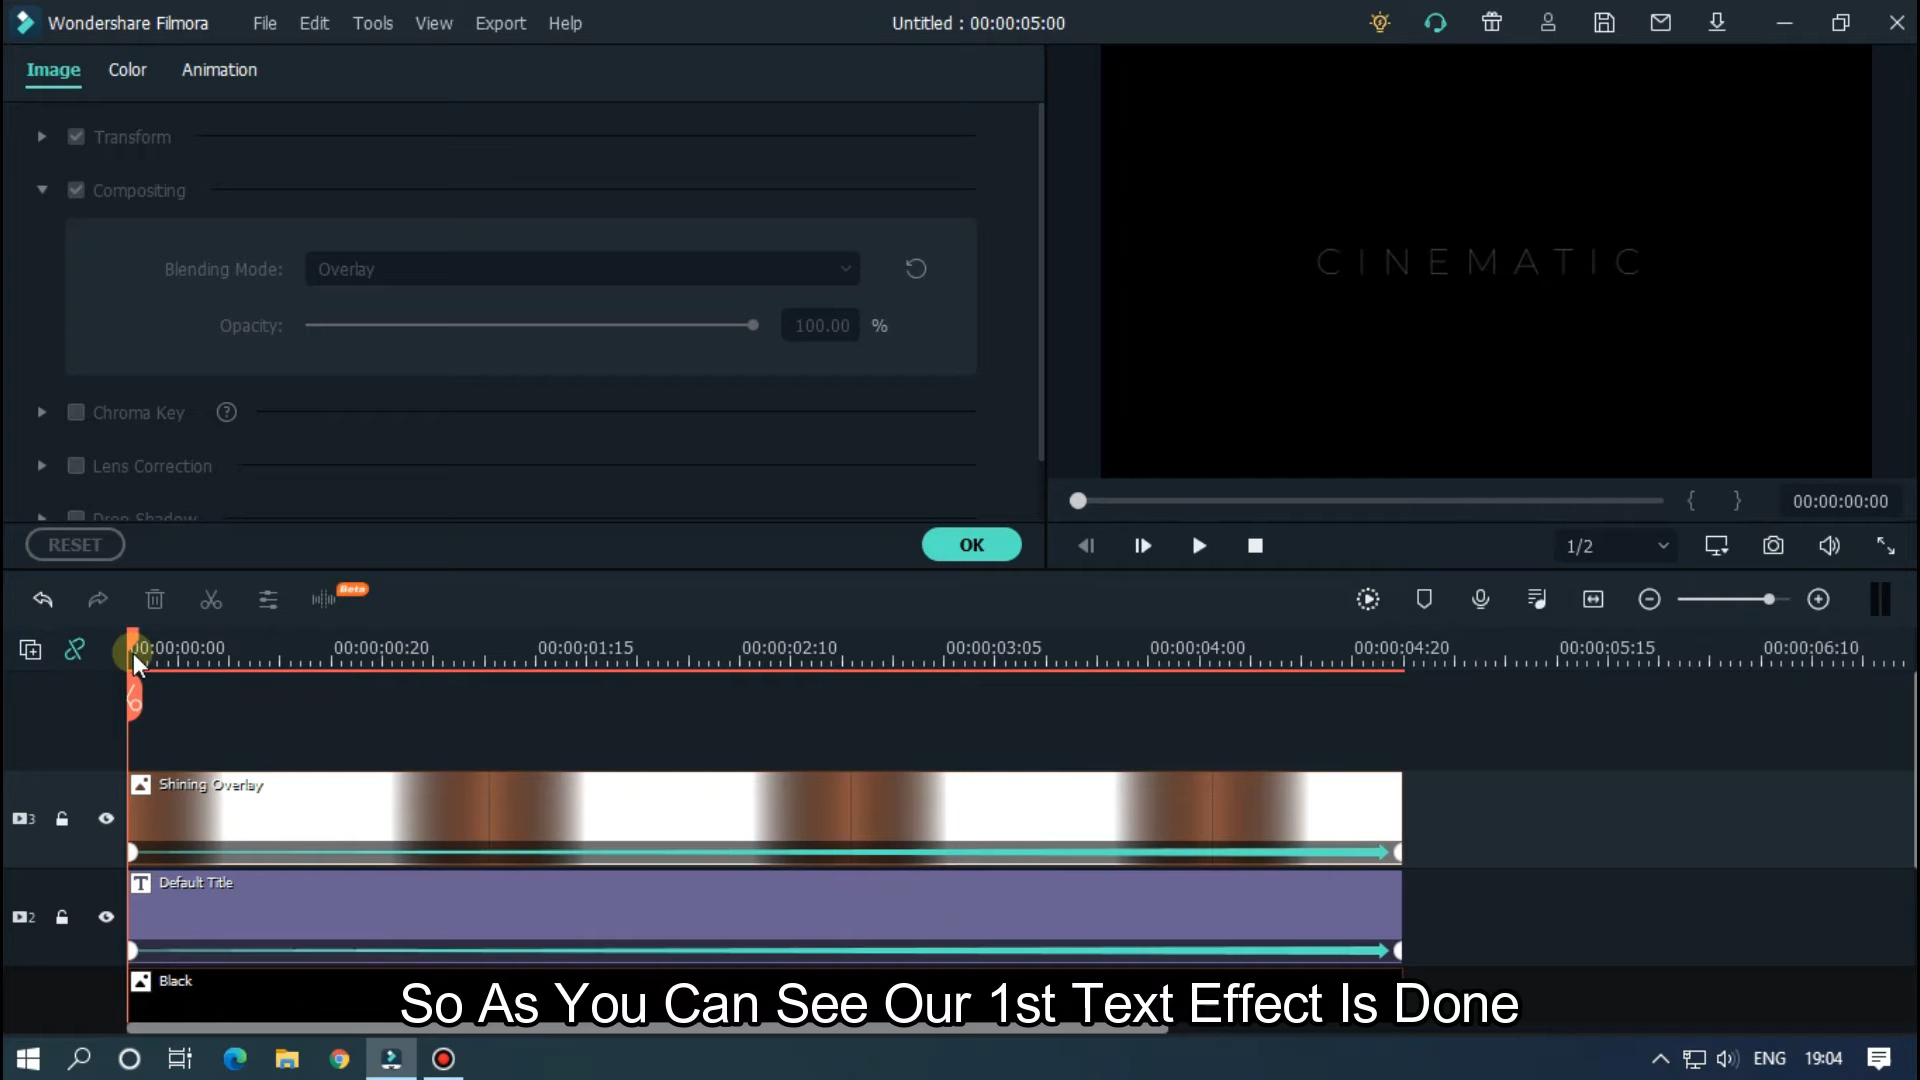 Wondershare Filmora
File Edit Tools View Export Help
Untitled : 00:00:05:00
Image Color Animation
Transform
Compositing
Blending Mode: Overlay
Opacity: 100.00 %
Chroma Key ?
Lens Correction
Drop Shadow
RESET OK
CINEMATIC
{ } 00:00:00:00
1/2
Beta
00:00:00:00 00:00:00:20 00:00:01:15 00:00:02:10 00:00:03:05 00:00:04:00 00:00:04:20 00:00:05:15 00:00:06:10
Shining Overlay
3
T Default Title
2
Black
So As You Can See Our 1st Text Effect Is Done
ENG 19:04